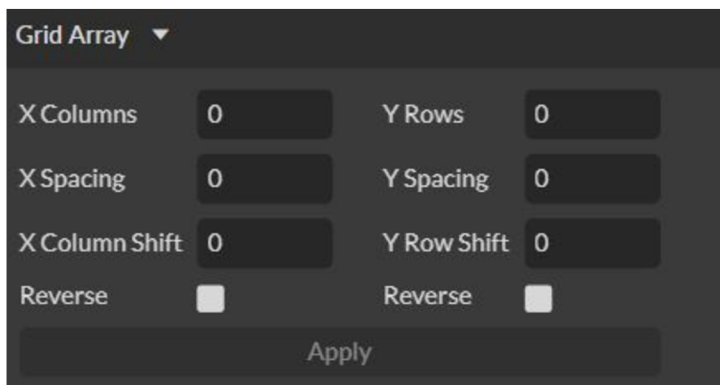 Grid Array
X Columns 0 Y Rows 0
X Spacing 0 Y Spacing 0
X Column Shift 0 Y Row Shift 0
Reverse Reverse
Apply